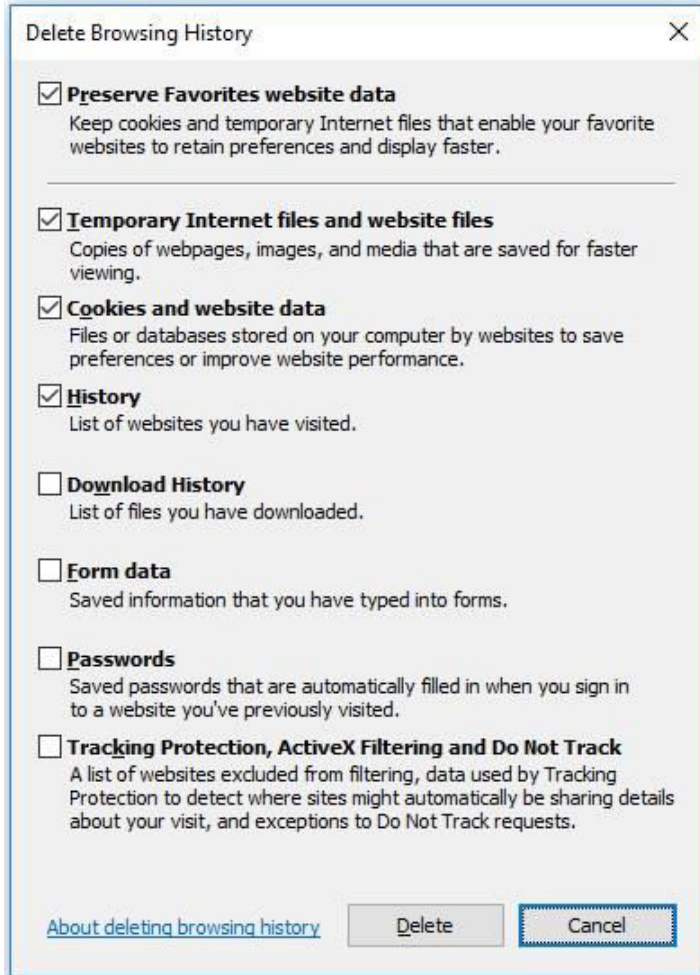 Delete Browsing History
Preserve Favorites website data
Keep cookies and temporary Internet files that enable your favorite
websites to retain preferences and display faster.
Temporary Internet files and website files
Copies of webpages, images, and media that are saved for faster
viewing.
Cookies and website data
Files or databases stored on your computer by websites to save
preferences or improve website performance.
History
List of websites you have visited.
Download History
List of files you have downloaded.
Form data
Saved information that you have typed into forms.
Passwords
Saved passwords that are automatically filled in when you sign in
to a website you've previously visited.
Tracking Protection, ActiveX Filtering and Do Not Track
A list of websites excluded from filtering, data used by Tracking
Protection to detect where sites might automatically be sharing details
about your visit, and exceptions to Do Not Track requests.
About deleting browsing history Delete Cancel